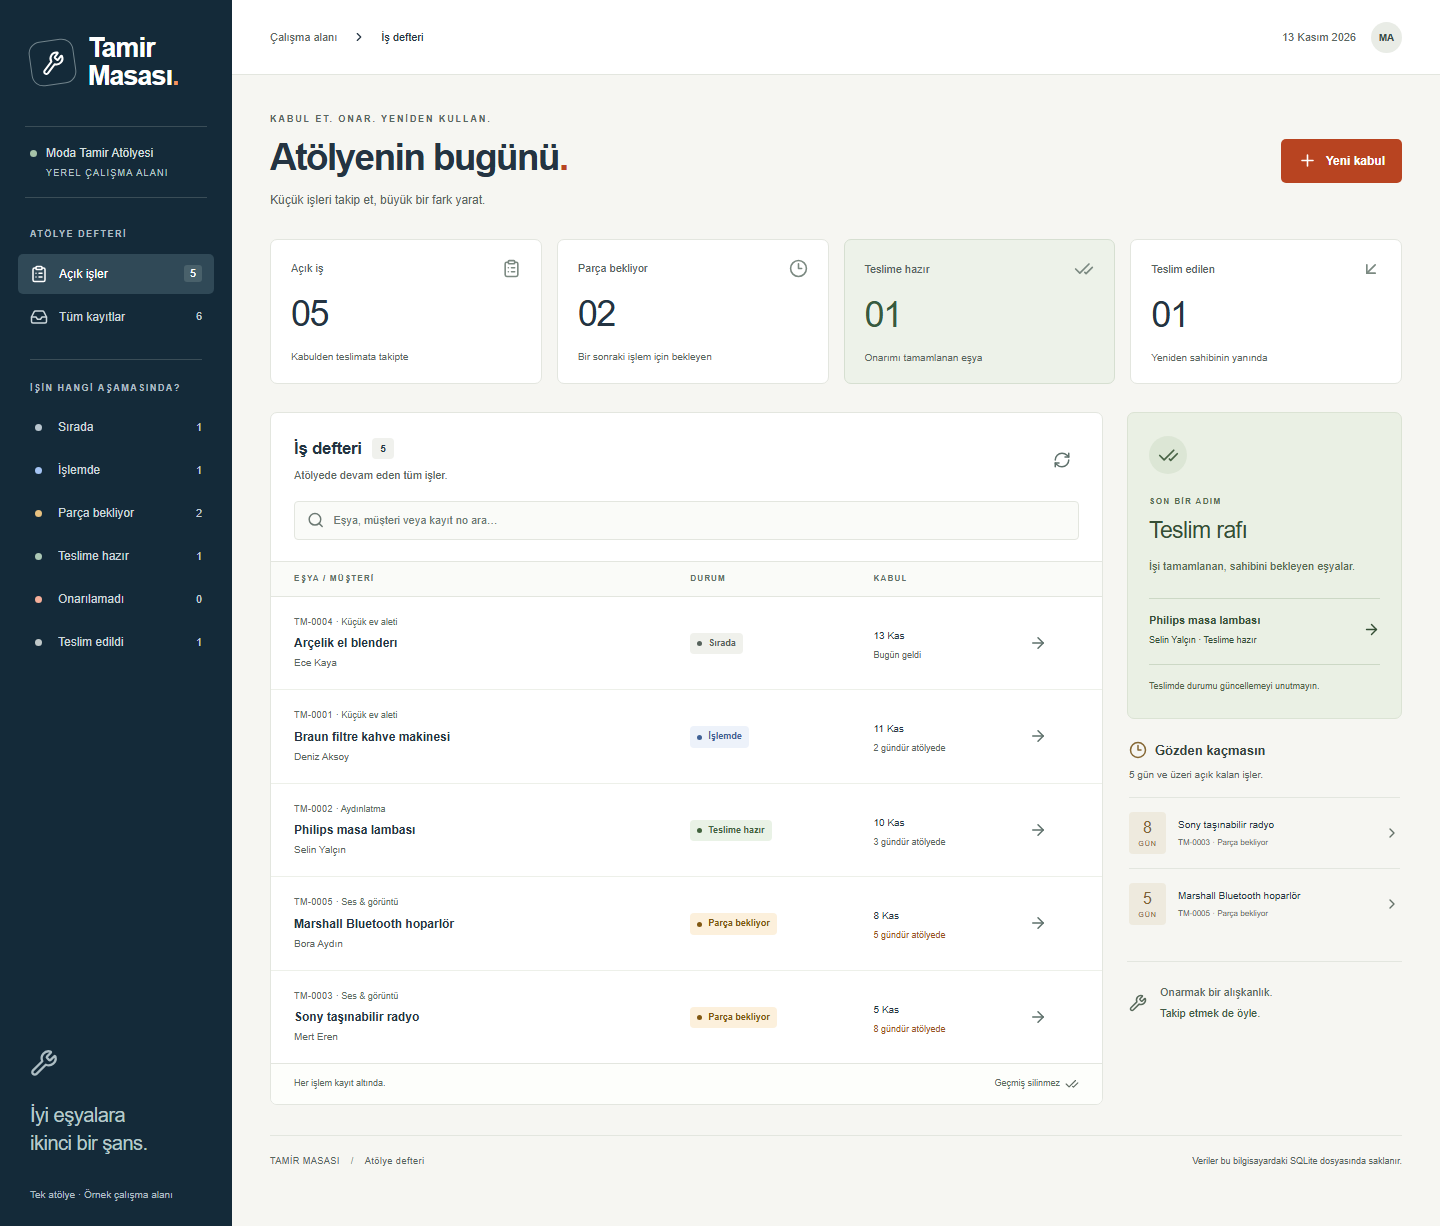 Tamir
Masası.
Moda Tamir Atölyesi
YEREL ÇALIŞMA ALANI
ATÖLYE DEFTERİ
Açık işler 5
Tüm kayıtlar 6
İŞİN HANGİ AŞAMASINDA?
Sırada 1
İşlemde 1
Parça bekliyor 2
Teslime hazır 1
Onarılamadı 0
Teslim edildi 1
İyi eşyalara
ikinci bir şans.
Tek atölye · Örnek çalışma alanı
Çalışma alanı > İş defteri
13 Kasım 2026 MA
KABUL ET. ONAR. YENİDEN KULLAN.
Atölyenin bugünü.
Küçük işleri takip et, büyük bir fark yarat.
+ Yeni kabul
Açık iş
05
Kabulden teslimata takipte
Parça bekliyor
02
Bir sonraki işlem için bekleyen
Teslime hazır
01
Onarımı tamamlanan eşya
Teslim edilen
01
Yeniden sahibinin yanında
İş defteri 5
Atölyede devam eden tüm işler.
Eşya, müşteri veya kayıt no ara...
EŞYA / MÜŞTERİ DURUM KABUL
TM-0004 · Küçük ev aleti
Arçelik el blenderı
Ece Kaya
Sırada
13 Kas
Bugün geldi
TM-0001 · Küçük ev aleti
Braun filtre kahve makinesi
Deniz Aksoy
İşlemde
11 Kas
2 gündür atölyede
TM-0002 · Aydınlatma
Philips masa lambası
Selin Yalçın
Teslime hazır
10 Kas
3 gündür atölyede
TM-0005 · Ses & görüntü
Marshall Bluetooth hoparlör
Bora Aydın
Parça bekliyor
8 Kas
5 gündür atölyede
TM-0003 · Ses & görüntü
Sony taşınabilir radyo
Mert Eren
Parça bekliyor
5 Kas
8 gündür atölyede
Her işlem kayıt altında.
Geçmiş silinmez
SON BİR ADIM
Teslim rafı
İşi tamamlanan, sahibini bekleyen eşyalar.
Philips masa lambası
Selin Yalçın · Teslime hazır
Teslimde durumu güncellemeyi unutmayın.
Gözden kaçmasın
5 gün ve üzeri açık kalan işler.
8
GÜN
Sony taşınabilir radyo
TM-0003 · Parça bekliyor
5
GÜN
Marshall Bluetooth hoparlör
TM-0005 · Parça bekliyor
Onarmak bir alışkanlık.
Takip etmek de öyle.
TAMİR MASASI / Atölye defteri
Veriler bu bilgisayardaki SQLite dosyasında saklanır.